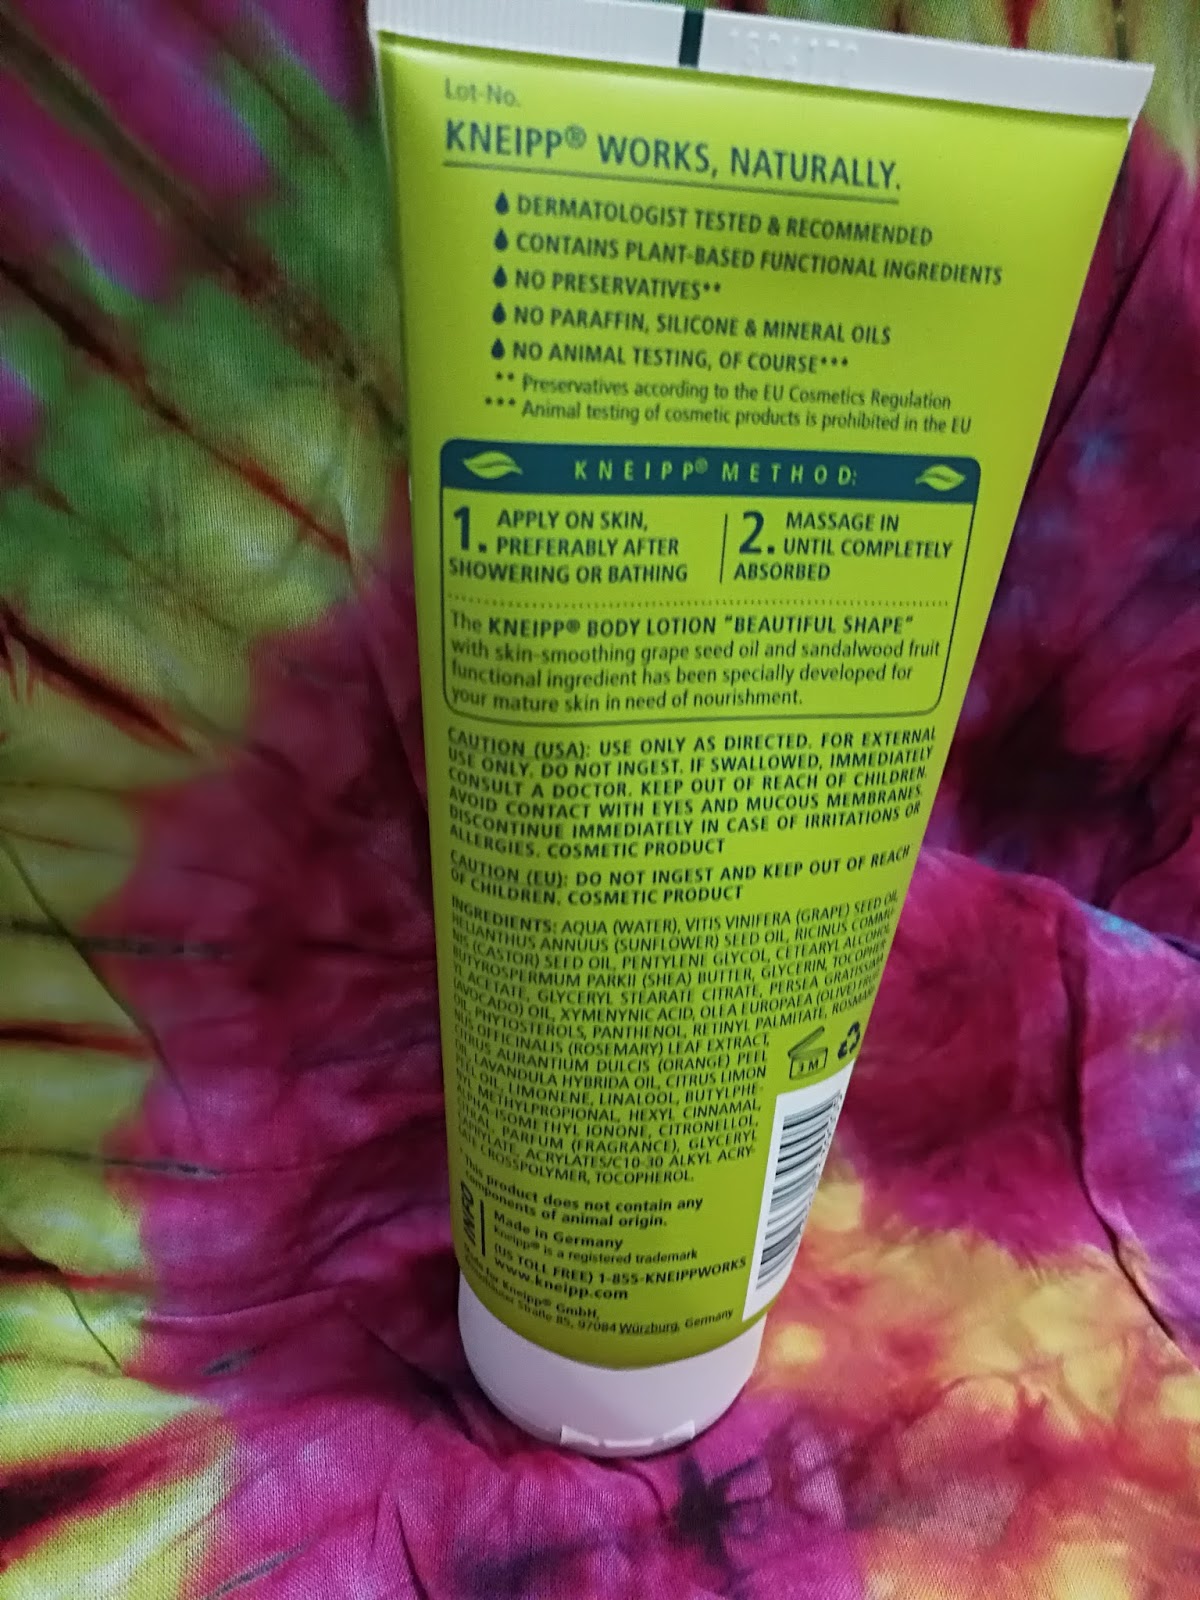 Lot-No.
KNEIPP® WORKS, NATURALLY.
DERMATOLOGIST TESTED & RECOMMENDED
CONTAINS PLANT-BASED FUNCTIONAL INGREDIENTS
NO PRESERVATIVES**
NO PARAFFIN, SILICONE & MINERAL OILS
NO ANIMAL TESTING, OF COURSE***
** Preservatives according to the EU Cosmetics Regulation
*** Animal testing of cosmetic products is prohibited in the EU
KNEIPP® METHOD:
1. APPLY ON SKIN,
PREFERABLY AFTER
SHOWERING OR BATHING
2. MASSAGE IN
UNTIL COMPLETELY
ABSORBED
The KNEIPP® BODY LOTION "BEAUTIFUL SHAPE"
with skin-smoothing grape seed oil and sandalwood fruit
functional ingredient has been specially developed for
your mature skin in need of nourishment.
CAUTION (USA): USE ONLY AS DIRECTED. FOR EXTERNAL
USE ONLY. DO NOT INGEST. IF SWALLOWED, IMMEDIATELY
CONSULT A DOCTOR. KEEP OUT OF REACH OF CHILDREN.
AVOID CONTACT WITH EYES AND MUCOUS MEMBRANES.
DISCONTINUE IMMEDIATELY IN CASE OF IRRITATIONS OR
ALLERGIES. COSMETIC PRODUCT
CAUTION (EU): DO NOT INGEST AND KEEP OUT OF REACH
OF CHILDREN. COSMETIC PRODUCT
INGREDIENTS: AQUA (WATER), VITIS VINIFERA (GRAPE) SEED OIL,
HELIANTHUS ANNUUS (SUNFLOWER) SEED OIL, RICINUS COMMU-
NIS (CASTOR) SEED OIL, PENTYLENE GLYCOL, CETEARYL ALCOHOL,
BUTYROSPERMUM PARKII (SHEA) BUTTER, GLYCERIN, TOCOPHER-
YL ACETATE, GLYCERYL STEARATE CITRATE, PERSEA GRATISSIMA
(AVOCADO) OIL, XYMENYNIC ACID, OLEA EUROPAEA (OLIVE) FRUIT
OIL, PHYTOSTEROLS, PANTHENOL, RETINYL PALMITATE, ROSMARI-
NUS OFFICINALIS (ROSEMARY) LEAF EXTRACT,
CITRUS AURANTIUM DULCIS (ORANGE) PEEL
OIL, LAVANDULA HYBRIDA OIL, CITRUS LIMON
PEEL OIL, LIMONENE, LINALOOL, BUTYLPHE-
NYL METHYLPROPIONAL, HEXYL CINNAMAL,
ALPHA-ISOMETHYL IONONE, CITRONELLOL,
CITRAL, PARFUM (FRAGRANCE), GLYCERYL
CAPRYLATE, ACRYLATES/C10-30 ALKYL ACRY-
LATE CROSSPOLYMER, TOCOPHEROL.
3 M
This product does not contain any
components of animal origin.
INFO
Made in Germany
Kneipp® is a registered trademark
(US TOLL FREE) 1-855-KNEIPPWORKS
www.kneipp.com
Made for Kneipp® GmbH,
Straße 85, 97084 Würzburg, Germany